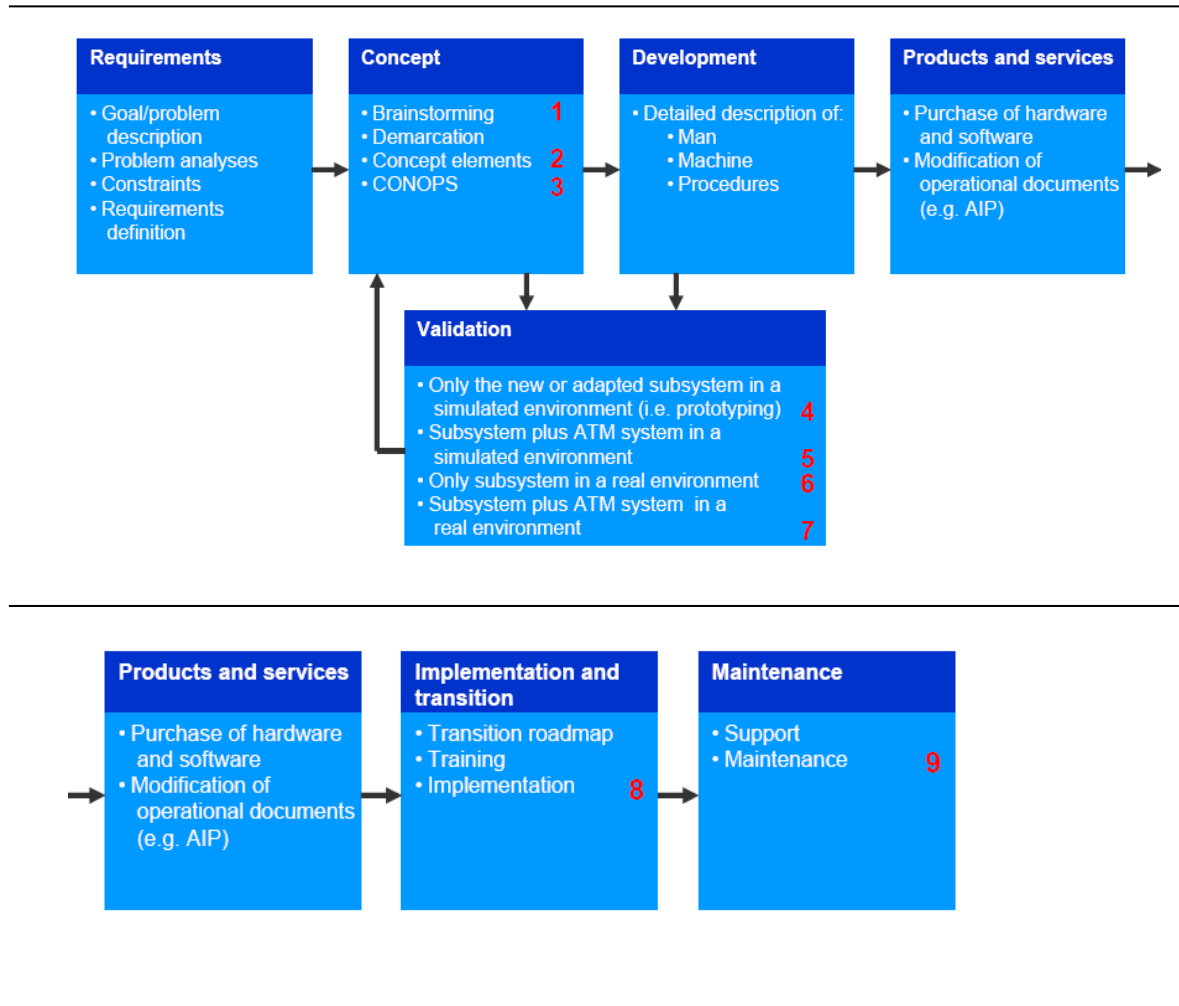 Requirements
• Goal/problem
description
• Problem analyses
• Constraints
• Requirements
definition
Concept
• Brainstorming 1
• Demarcation
• Concept elements 2
• CONOPS 3
Development
• Detailed description of:
• Man
• Machine
• Procedures
Products and services
• Purchase of hardware
and software
• Modification of
operational documents
(e.g. AIP)
Validation
• Only the new or adapted subsystem in a
simulated environment (i.e. prototyping) 4
• Subsystem plus ATM system in a
simulated environment 5
• Only subsystem in a real environment 6
• Subsystem plus ATM system in a
real environment 7
Products and services
• Purchase of hardware
and software
• Modification of
operational documents
(e.g. AIP)
Implementation and
transition
• Transition roadmap
• Training
• Implementation 8
Maintenance
• Support
• Maintenance 9